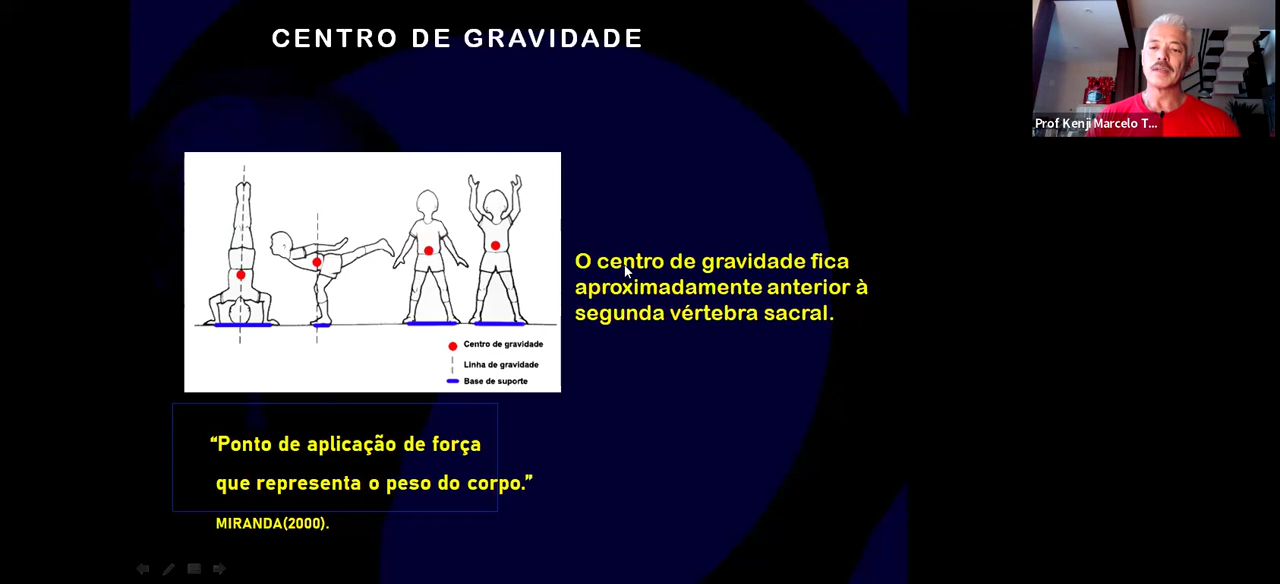 CENTRO DE GRAVIDADE
Prof Kenji Marcelo T...
Centro de gravidade
Linha de gravidade
Base de suporte
O centro de gravidade fica
aproximadamente anterior à
segunda vértebra sacral.
“Ponto de aplicação de força
que representa o peso do corpo.”
MIRANDA(2000).